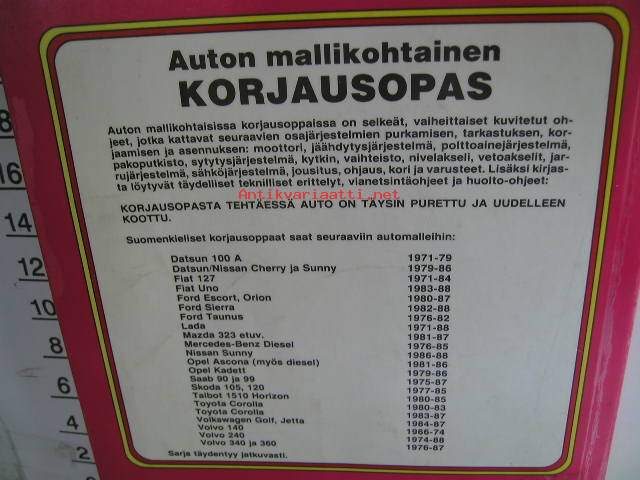 Auton mallikohtainen
KORJAUSOPAS
Auton mallikohtaisissa korjausoppaissa on selkeät, vaiheittaiset kuvitetut oh-
jeet, jotka kattavat seuraavien osajärjestelmien purkamisen, tarkastuksen, kor-
jaamisen ja asennuksen: moottori, jäähdytysjärjestelmä, polttoainejärjestelmä,
pakoputkisto, sytytysjärjestelmä, kytkin, vaihteisto, nivelakseli, vetoakselit, jar-
rujärjestelmä, sähköjärjestelmä, jousitus, ohjaus, kori ja varusteet. Lisäksi kirjas-
ta löytyvät täydelliset tekniset erittelyt, vianetsintäohjeet ja huolto-ohjeet:
Antikvariaatti.net
KORJAUSOPASTA TEHTÄESSÄ AUTO ON TÄYSIN PURETTU JA UUDELLEEN
KOOTTU.
Suomenkieliset korjausoppaat saat seuraaviin automalleihin:
Datsun 100 A 1971-79
Datsun/Nissan Cherry ja Sunny 1979-86
Fiat 127 1971-84
Fiat Uno 1983-88
Ford Escort, Orion 1980-87
Ford Sierra 1982-88
Ford Taunus 1976-82
Lada 1971-88
Mazda 323 etuv. 1981-87
Mercedes-Benz Diesel 1976-85
Nissan Sunny 1986-88
Opel Ascona (myös diesel) 1981-86
Opel Kadett 1979-86
Saab 90 ja 99 1975-87
Skoda 105, 120 1977-85
Talbot 1510 Horizon 1980-85
Toyota Corolla 1980-83
Toyota Corolla 1983-87
Volkswagen Golf, Jetta 1984-87
Volvo 140 1966-74
Volvo 240 1974-88
Volvo 340 ja 360 1976-87
Sarja täydentyy jatkuvasti.
8
16
14
12
10
8
6
4
2